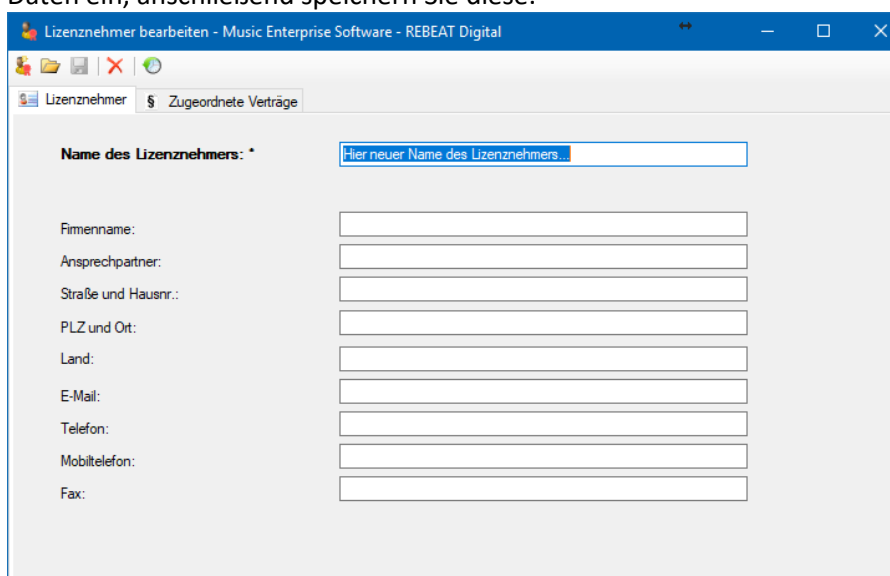 Daten ein, anschließend speichern Sie diese.
Lizenznehmer bearbeiten - Music Enterprise Software - REBEAT Digital
Lizenznehmer § Zugeordnete Verträge
Name des Lizenznehmers: * Hier neuer Name des Lizenznehmers...
Firmenname:
Ansprechpartner:
Straße und Hausnr.:
PLZ und Ort:
Land:
E-Mail:
Telefon:
Mobiltelefon:
Fax: